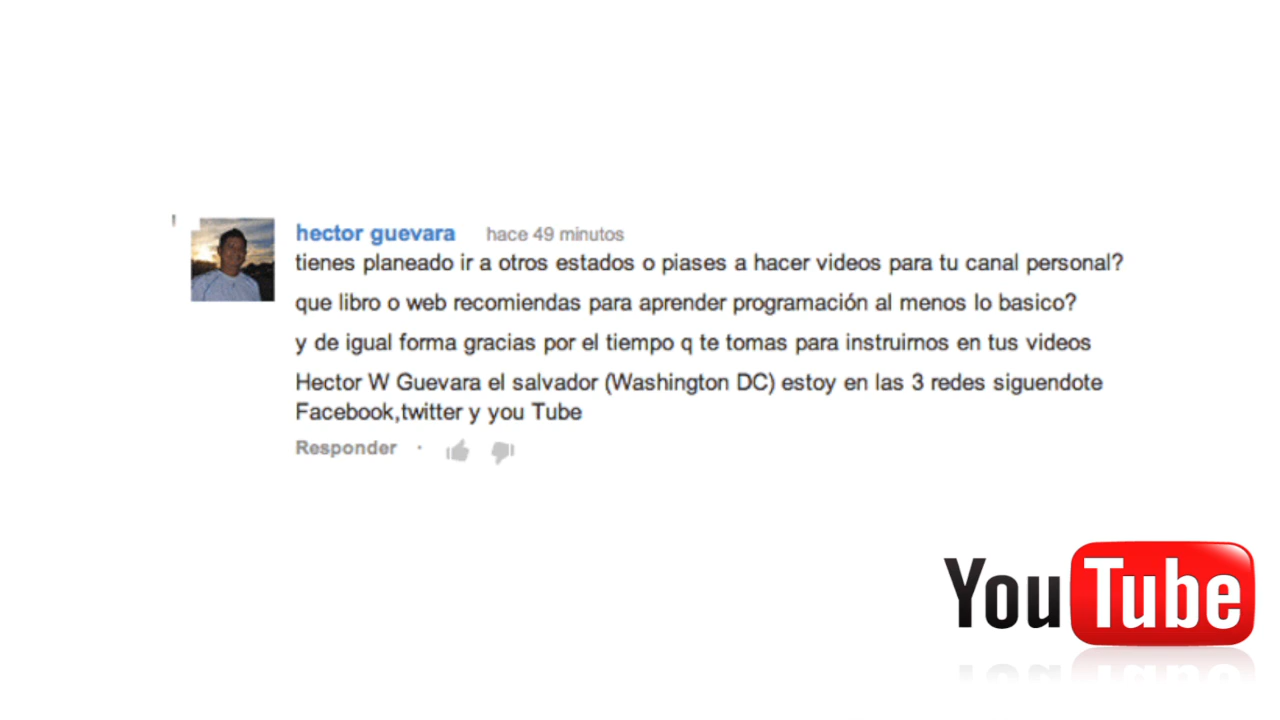 hector guevara hace 49 minutos
tienes planeado ir a otros estados o piases a hacer videos para tu canal personal?
que libro o web recomiendas para aprender programación al menos lo basico?
y de igual forma gracias por el tiempo q te tomas para instruirnos en tus videos
Hector W Guevara el salvador (Washington DC) estoy en las 3 redes siguendote
Facebook,twitter y you Tube
Responder ·
YouTube